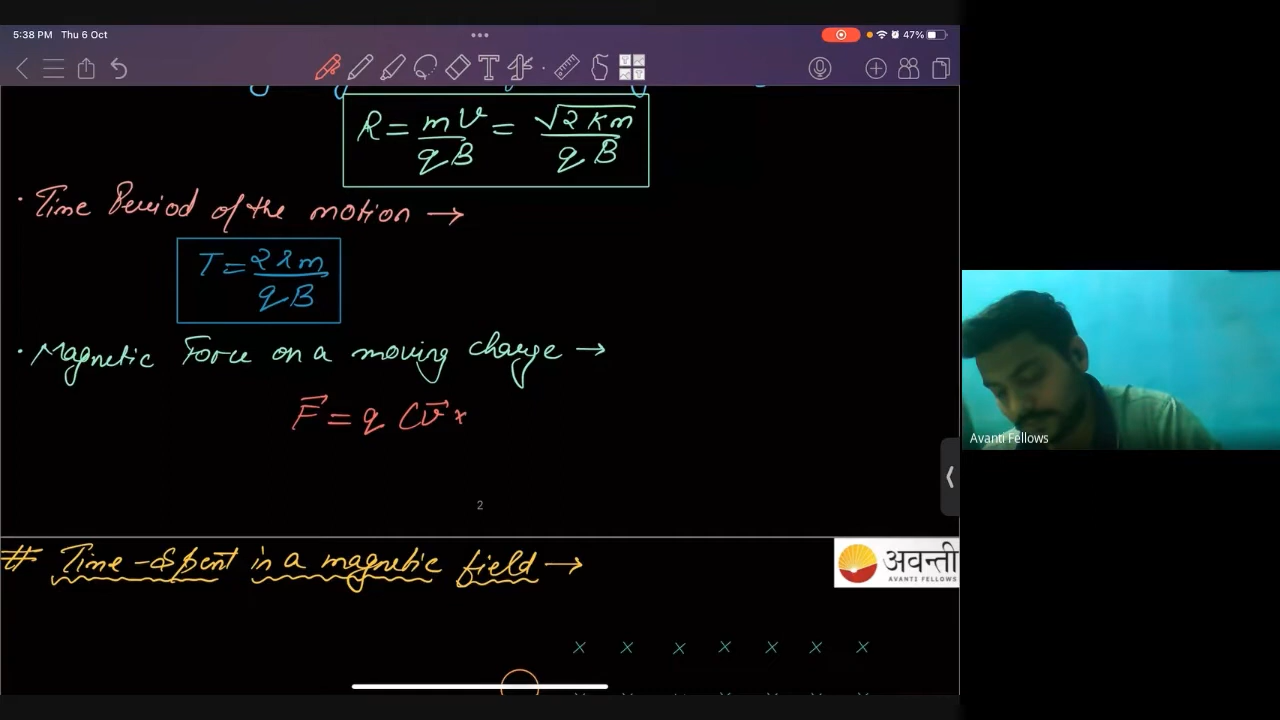 5:38 PM Thu 6 Oct
47%
R = mV/qB = √2Km/qB
· Time Period of the motion →
T = 2λm/qB
· Magnetic Force on a moving charge →
F⃗ = q (v⃗ ×
2
# Time-Spent in a magnetic field →
अवन्ती
AVANTI FELLOWS
× × × × × × ×
Avanti Fellows